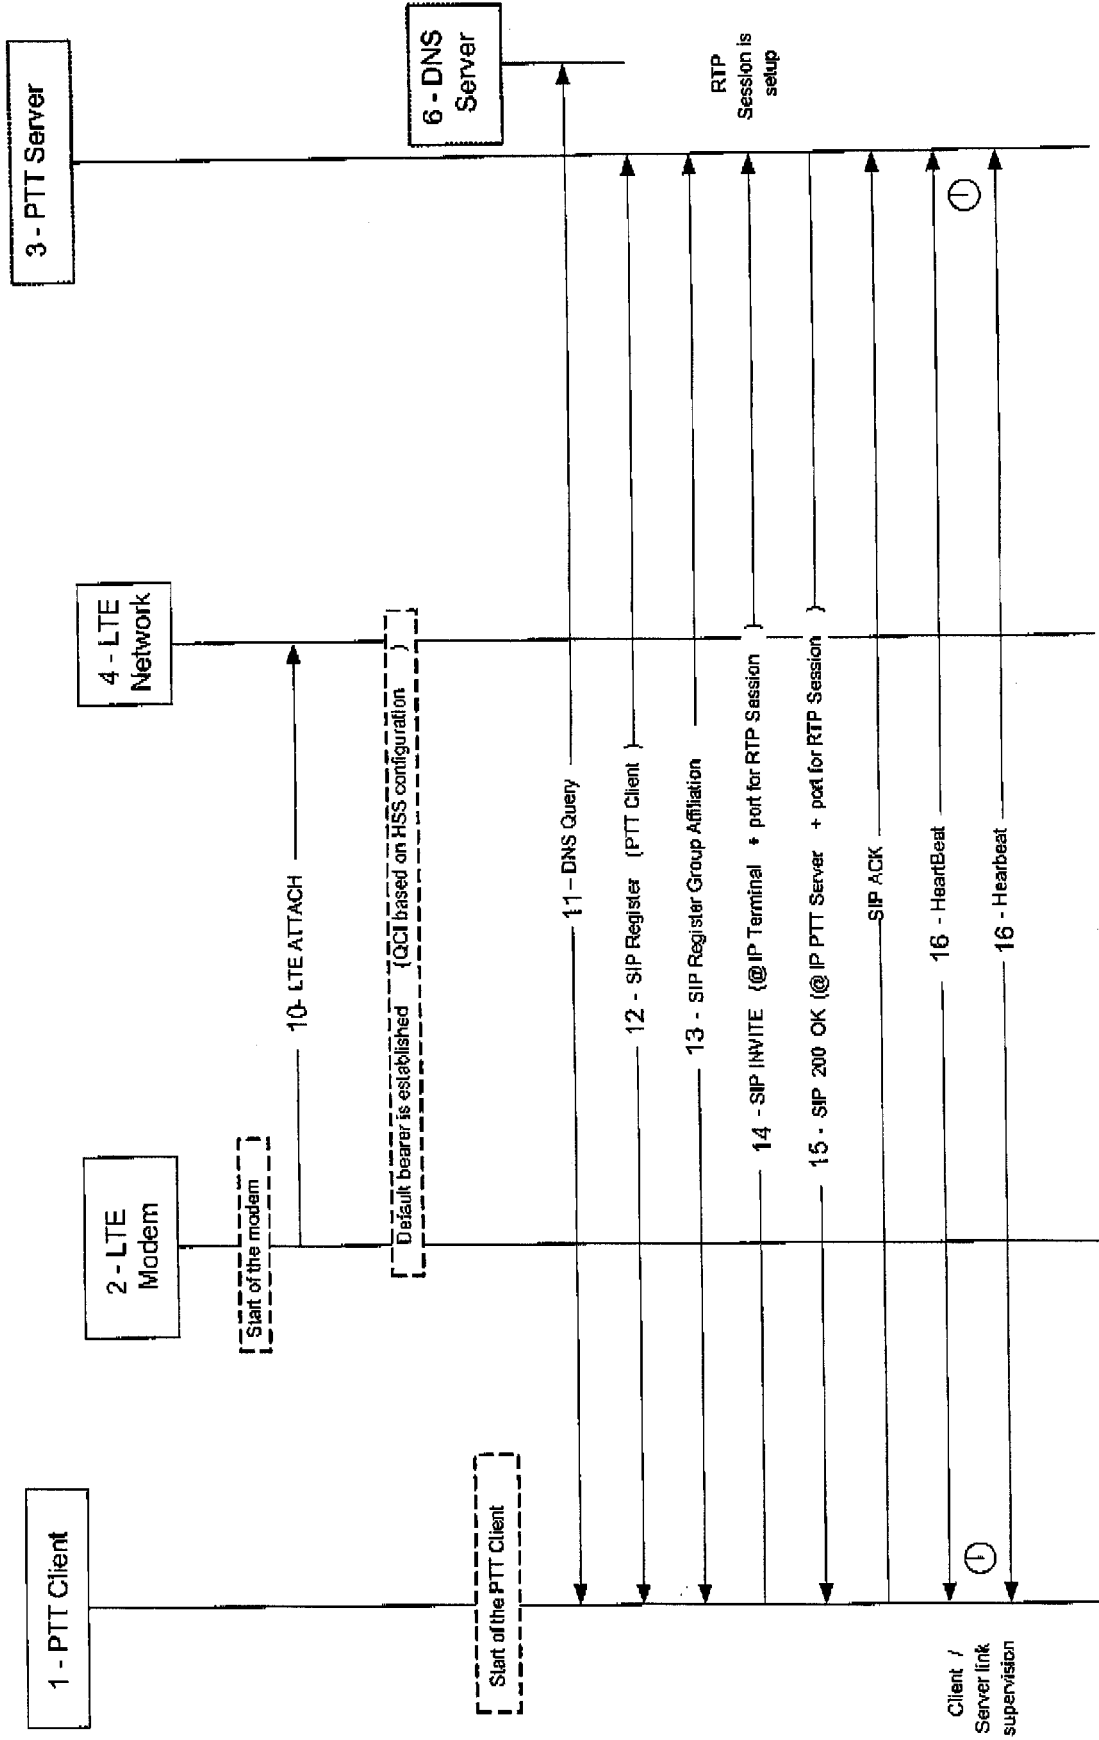 1 - PTT Client
2 - LTE
Modem
4 - LTE
Network
3 - PTT Server
Start of the modem
10- LTE ATTACH
Default bearer is established (QCI based on HSS configuration )
6 - DNS
Server
Start of the PTT Client
11 - DNS Query
12 - SIP Register (PTT Client )
13 - SIP Register Group Affiliation
14 - SIP INVITE (@ IP Terminal + port for RTP Session )
15 - SIP 200 OK (@ IP PTT Server + port for RTP Session )
RTP
Session is
setup
SIP ACK
16 - HeartBeat
16 - Hearbeat
Client /
Server link
supervision